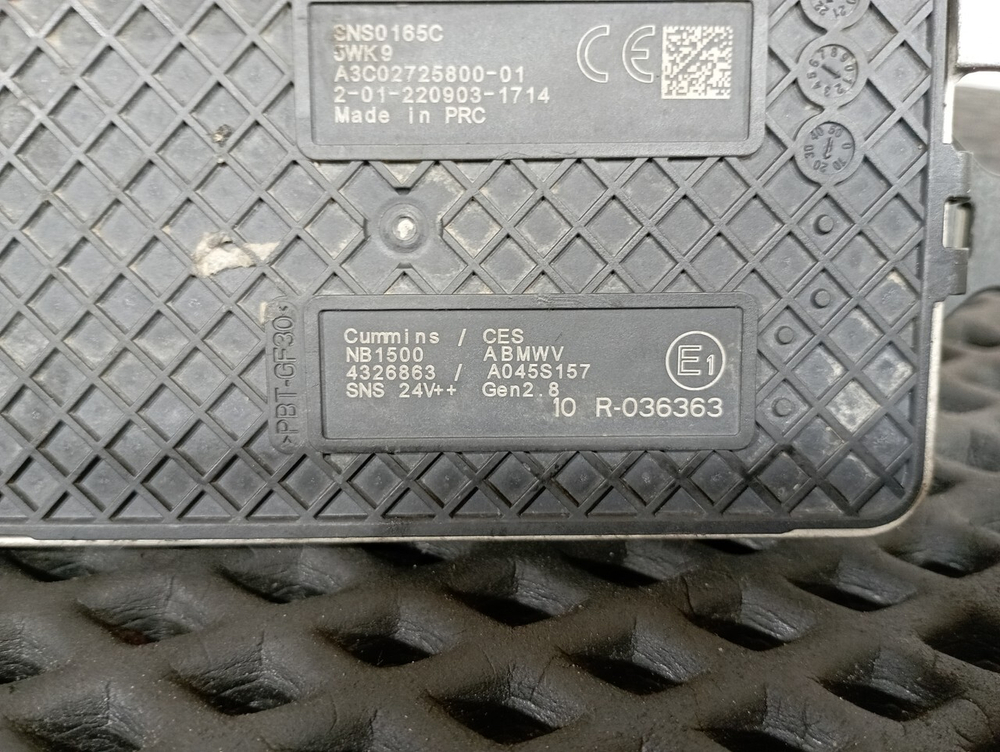 SNS0165C
JWK9
A3C02725800-01
2-01-220903-1714
Made in PRC
CE
>PBT-GF30<
Cummins / CES
NB1500 ABMWV
4326863 / A045S157
SNS 24V++ Gen2.8
E1
10 R-036363